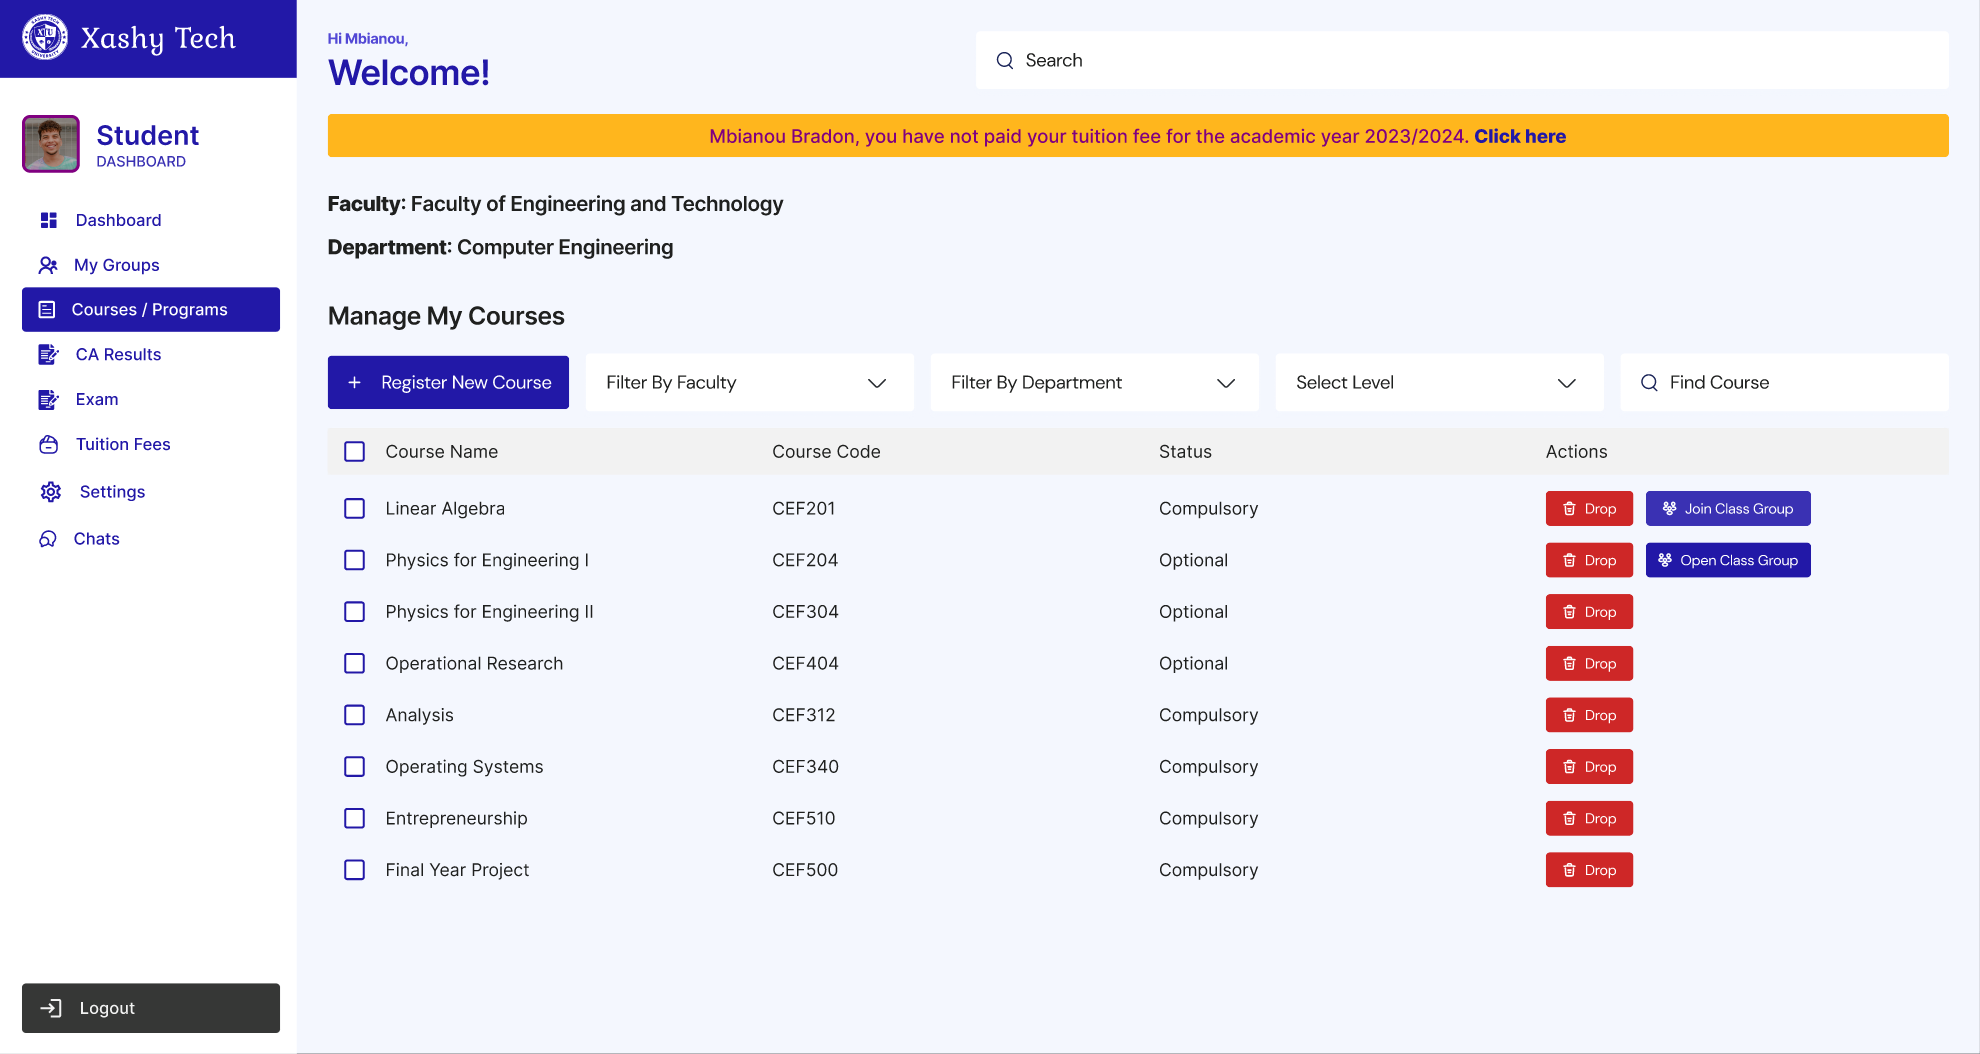 Xashy Tech
Hi Mbianou,
Welcome!
Search
Student
DASHBOARD
Mbianou Bradon, you have not paid your tuition fee for the academic year 2023/2024. Click here
Dashboard
My Groups
Courses / Programs
CA Results
Exam
Tuition Fees
Settings
Chats
Logout
Faculty: Faculty of Engineering and Technology
Department: Computer Engineering
Manage My Courses
+ Register New Course Filter By Faculty Filter By Department Select Level Find Course
Course Name Course Code Status Actions
Linear Algebra CEF201 Compulsory Drop Join Class Group
Physics for Engineering I CEF204 Optional Drop Open Class Group
Physics for Engineering II CEF304 Optional Drop
Operational Research CEF404 Optional Drop
Analysis CEF312 Compulsory Drop
Operating Systems CEF340 Compulsory Drop
Entrepreneurship CEF510 Compulsory Drop
Final Year Project CEF500 Compulsory Drop